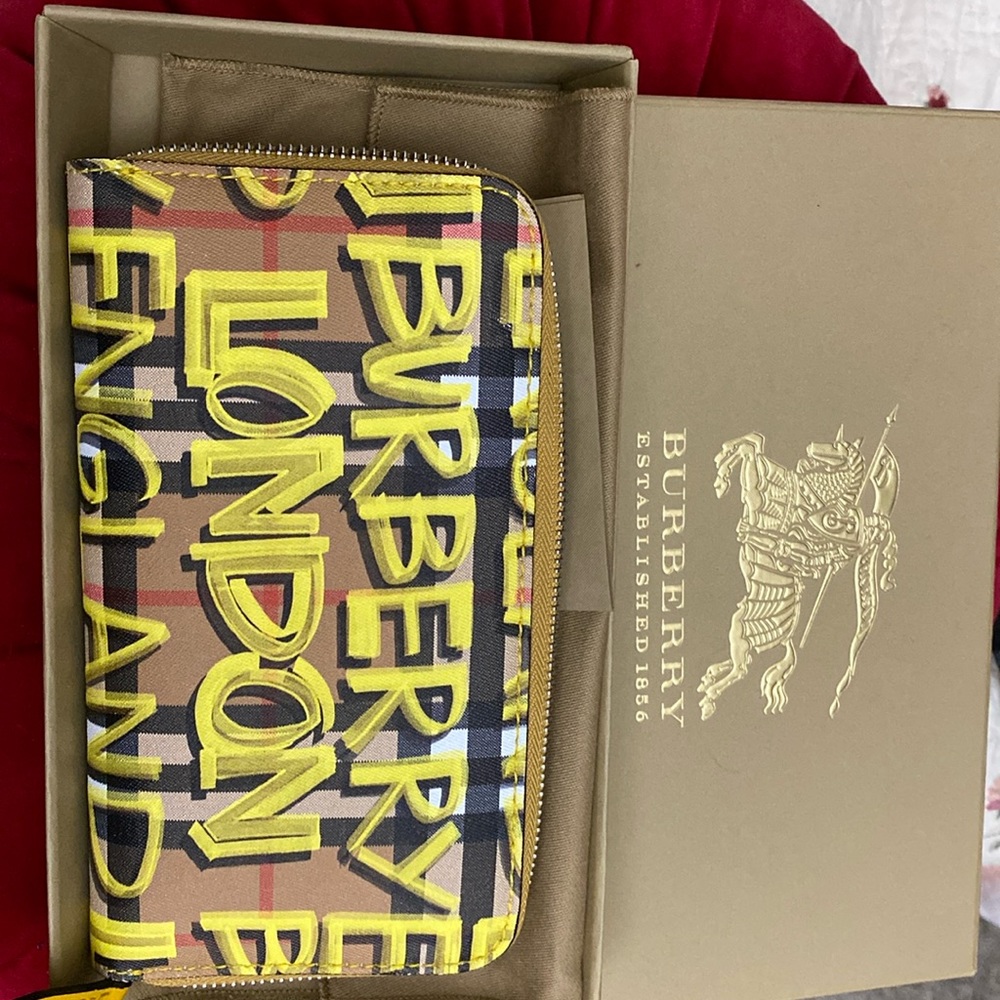 BURBERRY
LONDON
ENGLAND
BURBERRY
ESTABLISHED 1856